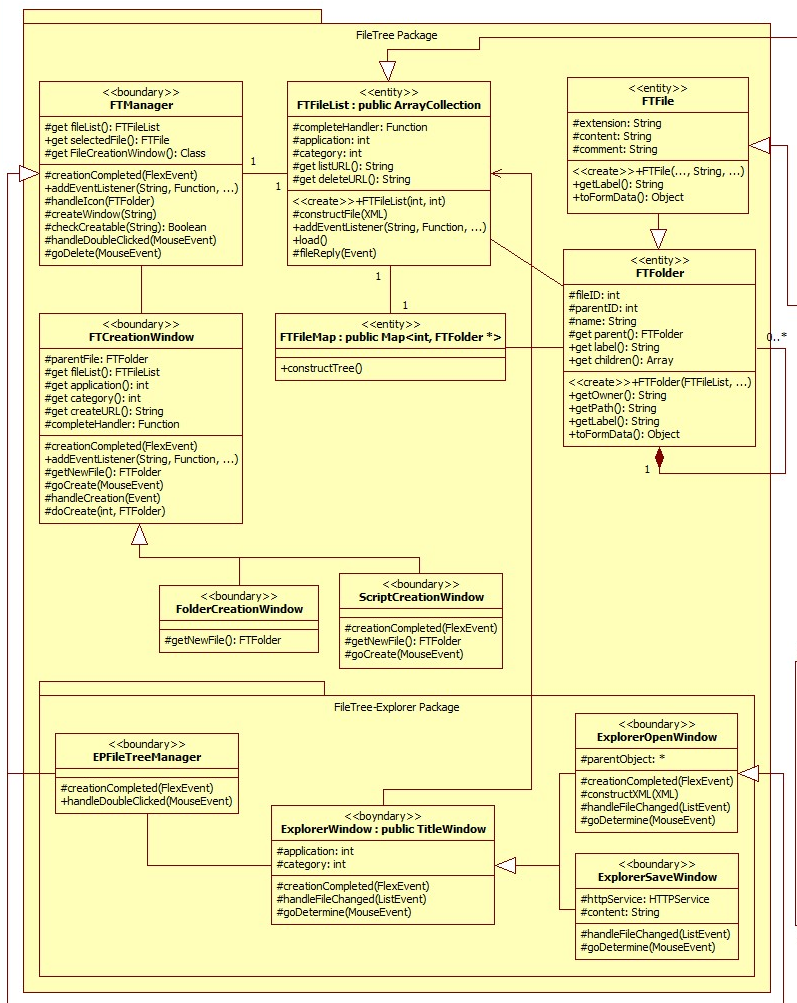 FileTree Package
<<boundary>>
FTManager
#get fileList(): FTFileList
+get selectedFile(): FTFile
#get FileCreationWindow(): Class
#creationCompleted(FlexEvent)
+addEventListener(String, Function, ...)
#handleIcon(FTFolder)
#createWindow(String)
#checkCreatable(String): Boolean
#handleDoubleClicked(MouseEvent)
#goDelete(MouseEvent)
1
1
<<entity>>
FTFileList : public ArrayCollection
#completeHandler: Function
#application: int
#category: int
#get listURL(): String
#get deleteURL(): String
<<create>>+FTFileList(int, int)
#constructFile(XML)
+addEventListener(String, Function, ...)
+load()
#fileReply(Event)
1
1
<<entity>>
FTFile
#extension: String
#content: String
#comment: String
<<create>>+FTFile(..., String, ...)
+getLabel(): String
+toFormData(): Object
<<entity>>
FTFolder
#fileID: int
#parentID: int
#name: String
#get parent(): FTFolder
+get label(): String
+get children(): Array
<<create>>+FTFolder(FTFileList, ...)
+getOwner(): String
+getPath(): String
+getLabel(): String
+toFormData(): Object
0..*
1
<<entity>>
FTFileMap : public Map<int, FTFolder *>
+constructTree()
<<boundary>>
FTCreationWindow
#parentFile: FTFolder
#get fileList(): FTFileList
#get application(): int
#get category(): int
#get createURL(): String
#completeHandler: Function
#creationCompleted(FlexEvent)
+addEventListener(String, Function, ...)
#getNewFile(): FTFolder
#goCreate(MouseEvent)
#handleCreation(Event)
#doCreate(int, FTFolder)
<<boundary>>
FolderCreationWindow
#getNewFile(): FTFolder
<<boundary>>
ScriptCreationWindow
#creationCompleted(FlexEvent)
#getNewFile(): FTFolder
#goCreate(MouseEvent)
FileTree-Explorer Package
<<boundary>>
EPFileTreeManager
#creationCompleted(FlexEvent)
+handleDoubleClicked(MouseEvent)
<<boyndary>>
ExplorerWindow : public TitleWindow
#application: int
#category: int
#creationCompleted(FlexEvent)
#handleFileChanged(ListEvent)
#goDetermine(MouseEvent)
<<boundary>>
ExplorerOpenWindow
#parentObject: *
#creationCompleted(FlexEvent)
#constructXML(XML)
#handleFileChanged(ListEvent)
#goDetermine(MouseEvent)
<<boundary>>
ExplorerSaveWindow
#httpService: HTTPService
#content: String
#handleFileChanged(ListEvent)
#goDetermine(MouseEvent)